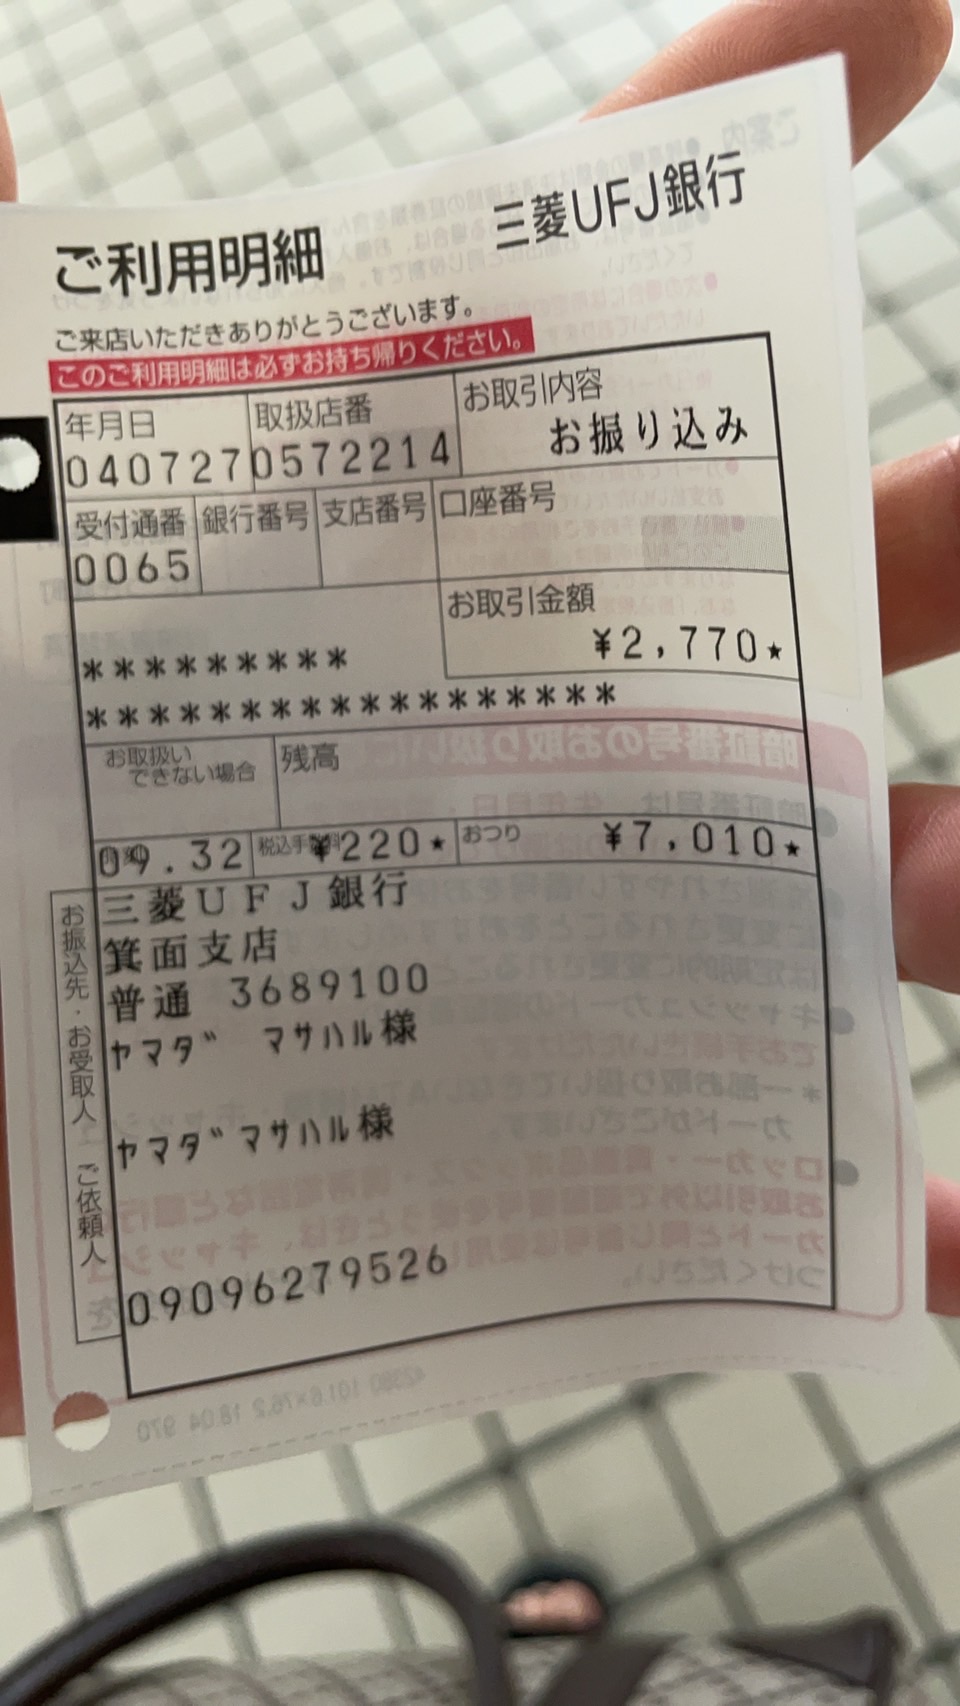 三菱UFJ銀行
ご利用明細
ご来店いただきありがとうございます。
このご利用明細は必ずお持ち帰りください。
年月日 取扱店番 お取引内容
040727 0572214 お振り込み
受付通番 銀行番号 支店番号 口座番号
0065
お取引金額
¥2,770★
*********
******************
お取扱い
できない場合
残高
09.32 税込手数料 ¥220★ おつり ¥7,010★
お振込先・お受取人 ご依頼人
三菱UFJ銀行
箕面支店
普通 3689100
ヤマダ マサハル様
ヤマダマサハル様
09096279526